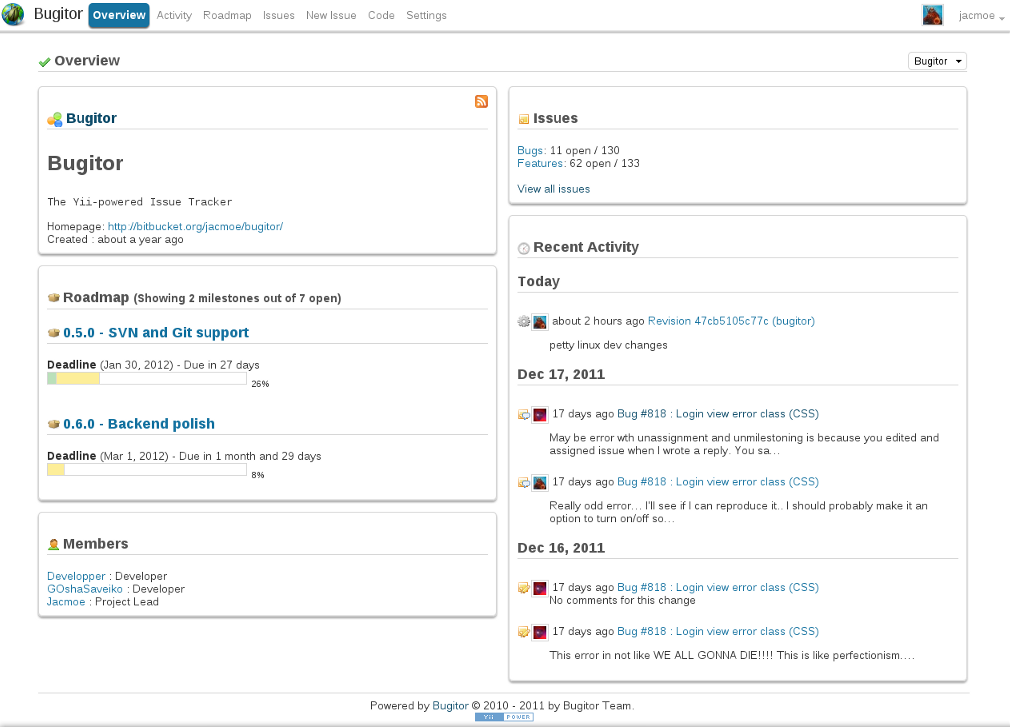 Bugitor Overview Activity Roadmap Issues New Issue Code Settings jacmoe
Overview
Bugitor
Bugitor
Bugitor
The Yii-powered Issue Tracker
Homepage: http://bitbucket.org/jacmoe/bugitor/
Created : about a year ago
Roadmap (Showing 2 milestones out of 7 open)
0.5.0 - SVN and Git support
Deadline (Jan 30, 2012) - Due in 27 days
26%
0.6.0 - Backend polish
Deadline (Mar 1, 2012) - Due in 1 month and 29 days
8%
Members
Developper : Developer
GOshaSaveiko : Developer
Jacmoe : Project Lead
Issues
Bugs: 11 open / 130
Features: 62 open / 133
View all issues
Recent Activity
Today
about 2 hours ago Revision 47cb5105c77c (bugitor)
petty linux dev changes
Dec 17, 2011
17 days ago Bug #818 : Login view error class (CSS)
May be error wth unassignment and unmilestoning is because you edited and
assigned issue when I wrote a reply. You sa…
17 days ago Bug #818 : Login view error class (CSS)
Really odd error… I'll see if I can reproduce it.. I should probably make it an
option to turn on/off so…
Dec 16, 2011
17 days ago Bug #818 : Login view error class (CSS)
No comments for this change
17 days ago Bug #818 : Login view error class (CSS)
This error in not like WE ALL GONNA DIE!!!! This is like perfectionism.…
Powered by Bugitor © 2010 - 2011 by Bugitor Team.
Yii POWER